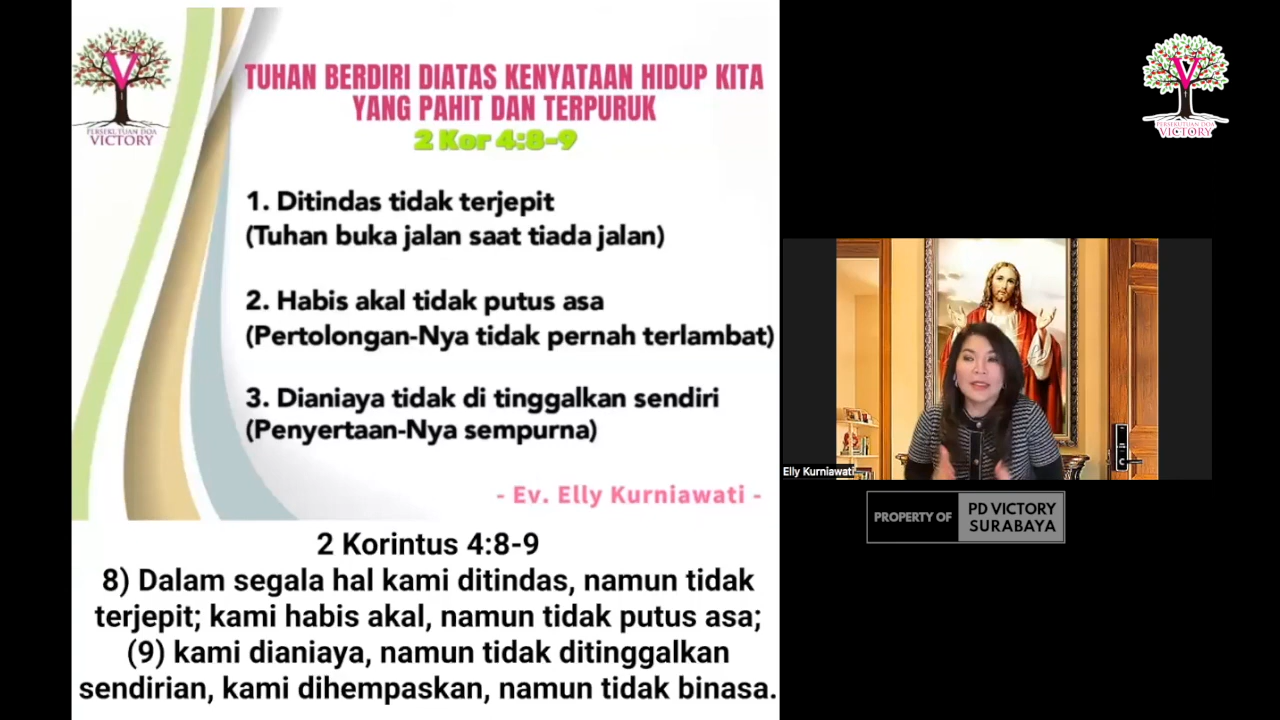 PERSEKUTUAN DOA
VICTORY
TUHAN BERDIRI DIATAS KENYATAAN HIDUP KITA
YANG PAHIT DAN TERPURUK
2 Kor 4:8-9
1. Ditindas tidak terjepit
(Tuhan buka jalan saat tiada jalan)
2. Habis akal tidak putus asa
(Pertolongan-Nya tidak pernah terlambat)
3. Dianiaya tidak di tinggalkan sendiri
(Penyertaan-Nya sempurna)
- Ev. Elly Kurniawati -
2 Korintus 4:8-9
8) Dalam segala hal kami ditindas, namun tidak
terjepit; kami habis akal, namun tidak putus asa;
(9) kami dianiaya, namun tidak ditinggalkan
sendirian, kami dihempaskan, namun tidak binasa.
PERSEKUTUAN DOA
VICTORY
Elly Kurniawati
PROPERTY OF
PD VICTORY
SURABAYA